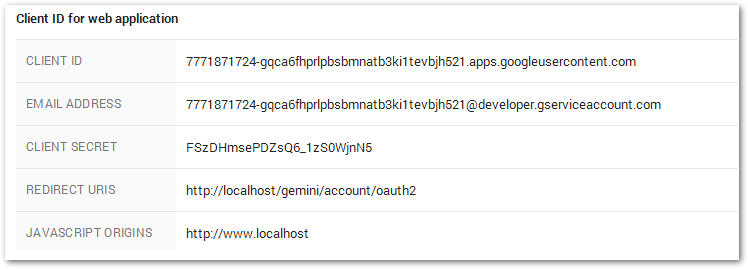 Client ID for web application
CLIENT ID 7771871724-gqca6fhprlpbsbmnatb3ki1tevbjh521.apps.googleusercontent.com
EMAIL ADDRESS 7771871724-gqca6fhprlpbsbmnatb3ki1tevbjh521@developer.gserviceaccount.com
CLIENT SECRET FSzDHmsePDZsQ6_1zS0WjnN5
REDIRECT URIS http://localhost/gemini/account/oauth2
JAVASCRIPT ORIGINS http://www.localhost